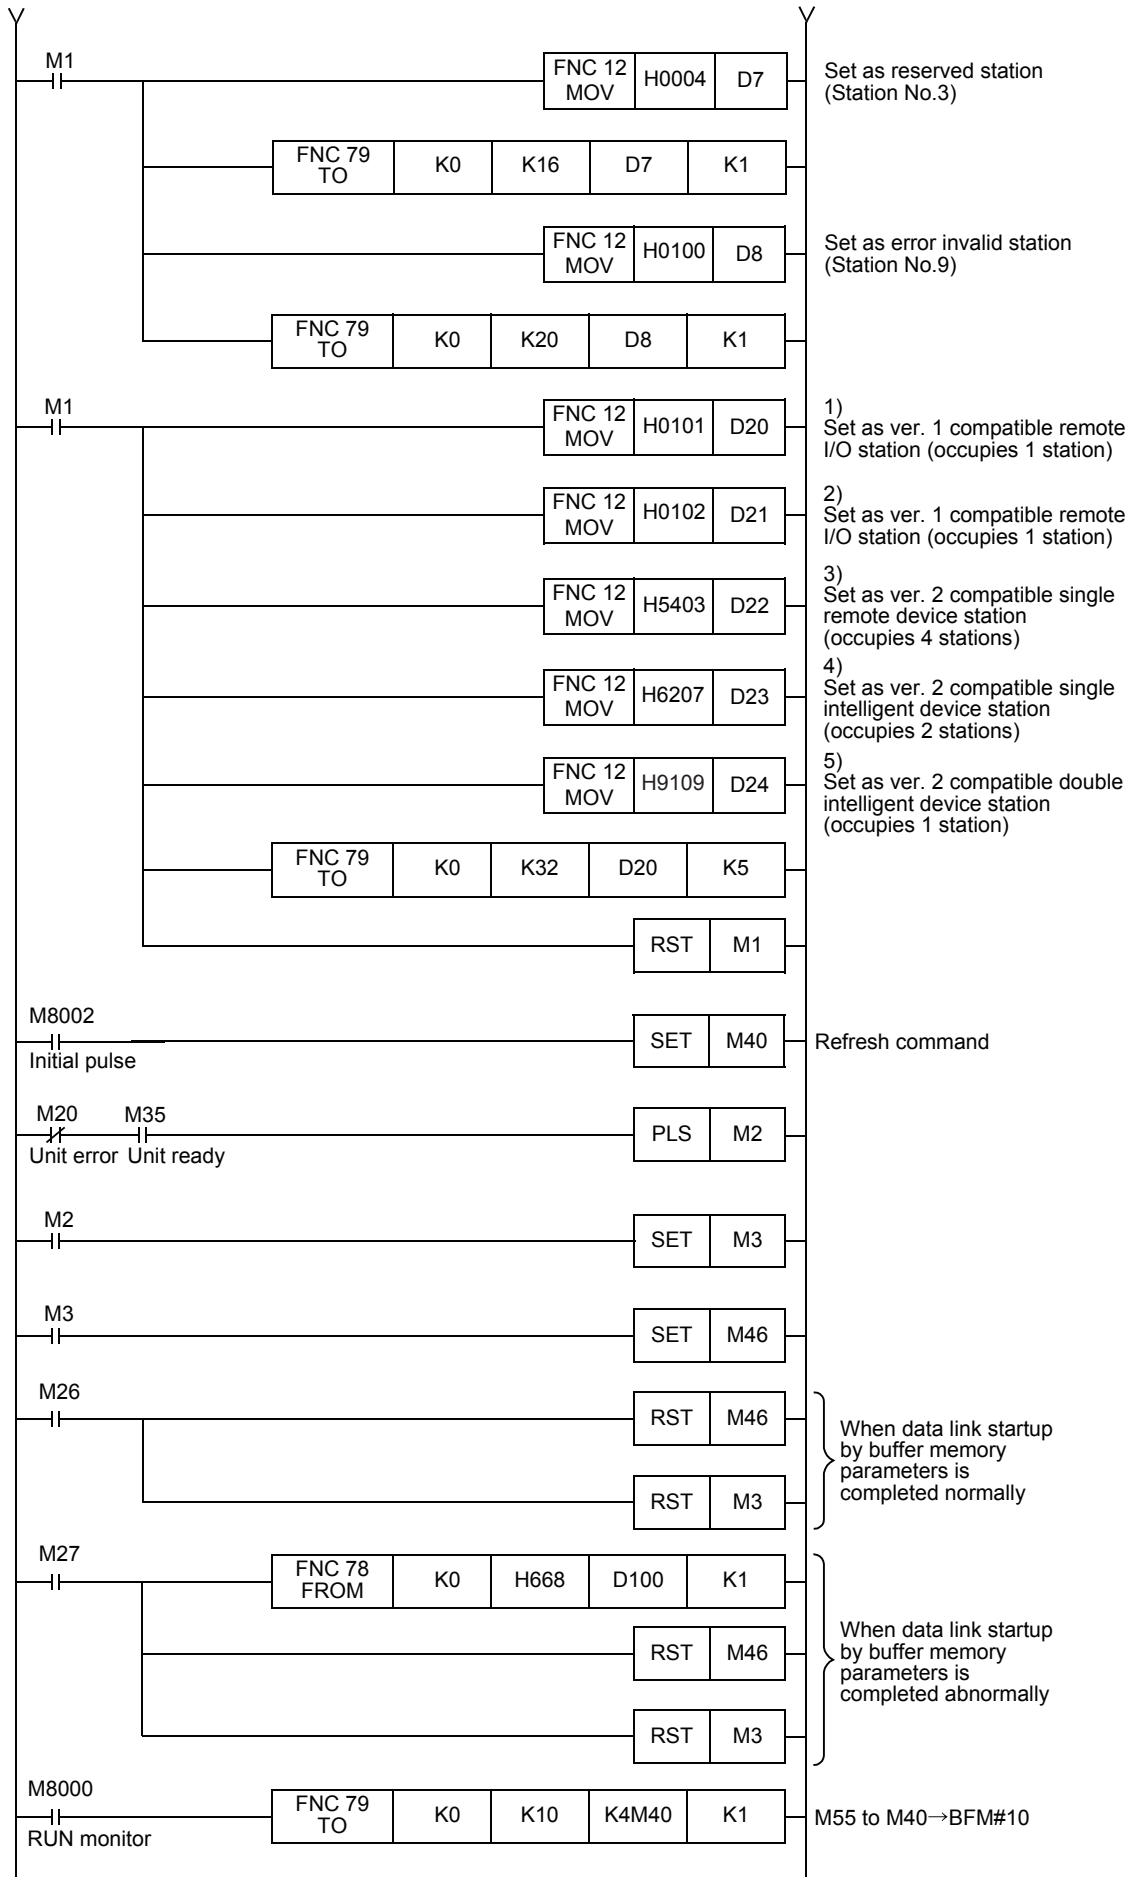 M1
FNC 12 MOV H0004 D7
Set as reserved station
(Station No.3)
FNC 79 TO K0 K16 D7 K1
FNC 12 MOV H0100 D8
Set as error invalid station
(Station No.9)
FNC 79 TO K0 K20 D8 K1
M1
FNC 12 MOV H0101 D20
1)
Set as ver. 1 compatible remote
I/O station (occupies 1 station)
FNC 12 MOV H0102 D21
2)
Set as ver. 1 compatible remote
I/O station (occupies 1 station)
FNC 12 MOV H5403 D22
3)
Set as ver. 2 compatible single
remote device station
(occupies 4 stations)
FNC 12 MOV H6207 D23
4)
Set as ver. 2 compatible single
intelligent device station
(occupies 2 stations)
FNC 12 MOV H9109 D24
5)
Set as ver. 2 compatible double
intelligent device station
(occupies 1 station)
FNC 79 TO K0 K32 D20 K5
RST M1
M8002
Initial pulse
SET M40
Refresh command
M20 M35
Unit error Unit ready
PLS M2
M2
SET M3
M3
SET M46
M26
RST M46
RST M3
When data link startup
by buffer memory
parameters is
completed normally
M27
FNC 78 FROM K0 H668 D100 K1
RST M46
RST M3
When data link startup
by buffer memory
parameters is
completed abnormally
M8000
RUN monitor
FNC 79 TO K0 K10 K4M40 K1
M55 to M40→BFM#10